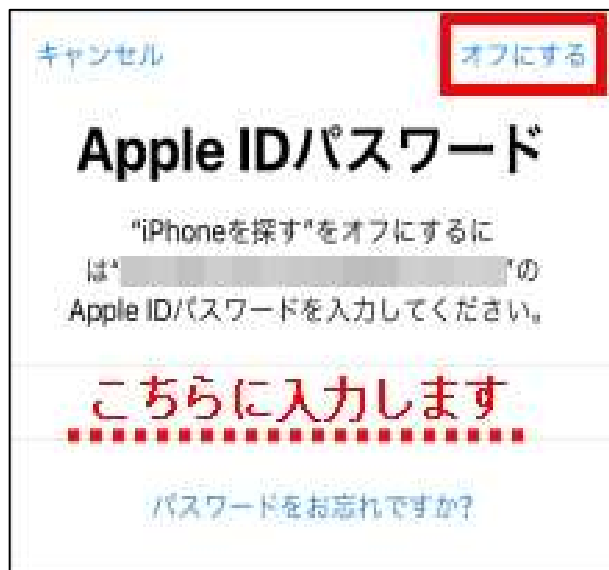 キャンセル オフにする
Apple IDパスワード
"iPhoneを探す"をオフにするに
は" "の
Apple IDパスワードを入力してください。
こちらに入力します
パスワードをお忘れですか?